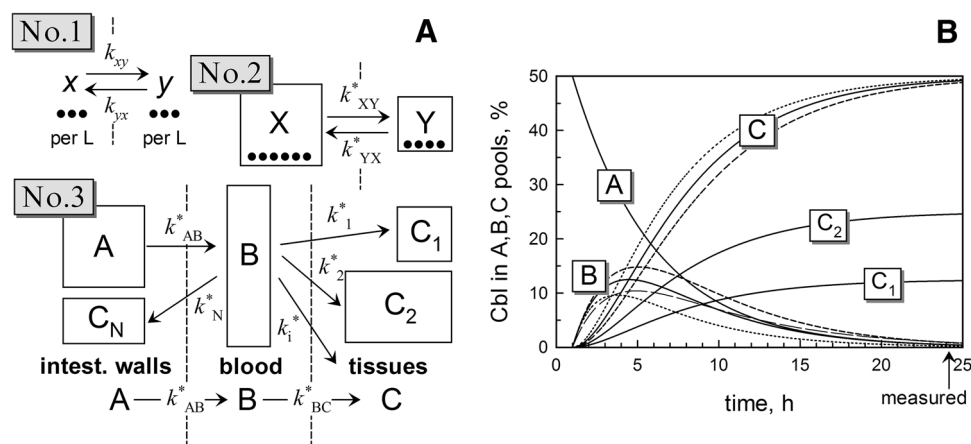 A
No.1
k_xy
x y
k_yx
per L per L
No.2
X
k*_XY
Y
k*_YX
No.3
A
k*_AB
B
k*_1
C_1
k*_2
C_2
C_N
k*_N
k*_i
intest. walls blood tissues
A k*_AB B k*_BC C
B
Cbl in A,B,C pools, %
50
40
30
20
10
0
A
B
C
C_2
C_1
0 5 10 15 20 25
time, h
measured